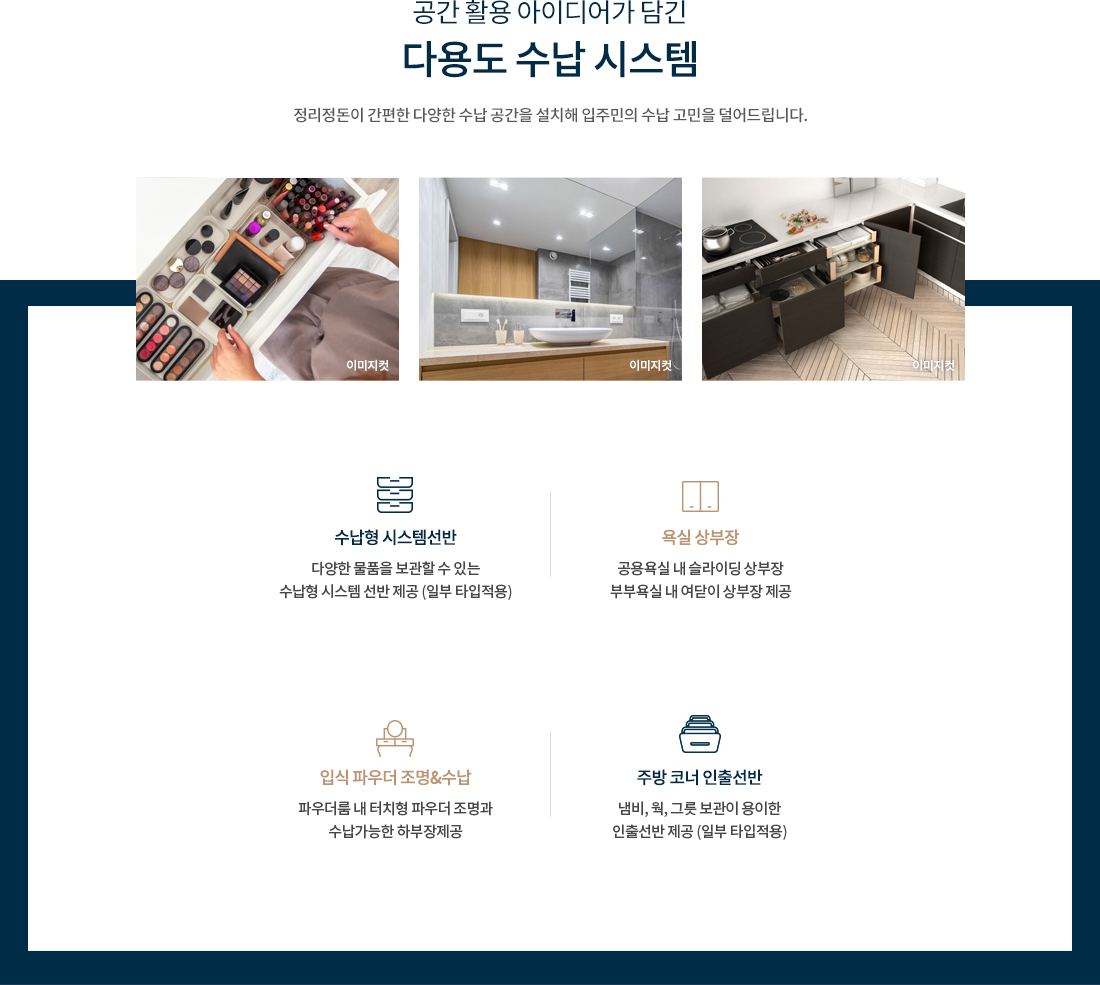 공간 활용 아이디어가 담긴
다용도 수납 시스템
정리정돈이 간편한 다양한 수납 공간을 설치해 입주민의 수납 고민을 덜어드립니다.
이미지컷
이미지컷
이미지컷
수납형 시스템선반
다양한 물품을 보관할 수 있는
수납형 시스템 선반 제공 (일부 타입적용)
욕실 상부장
공용욕실 내 슬라이딩 상부장
부부욕실 내 여닫이 상부장 제공
입식 파우더 조명&수납
파우더룸 내 터치형 파우더 조명과
수납가능한 하부장제공
주방 코너 인출선반
냄비, 웍, 그릇 보관이 용이한
인출선반 제공 (일부 타입적용)